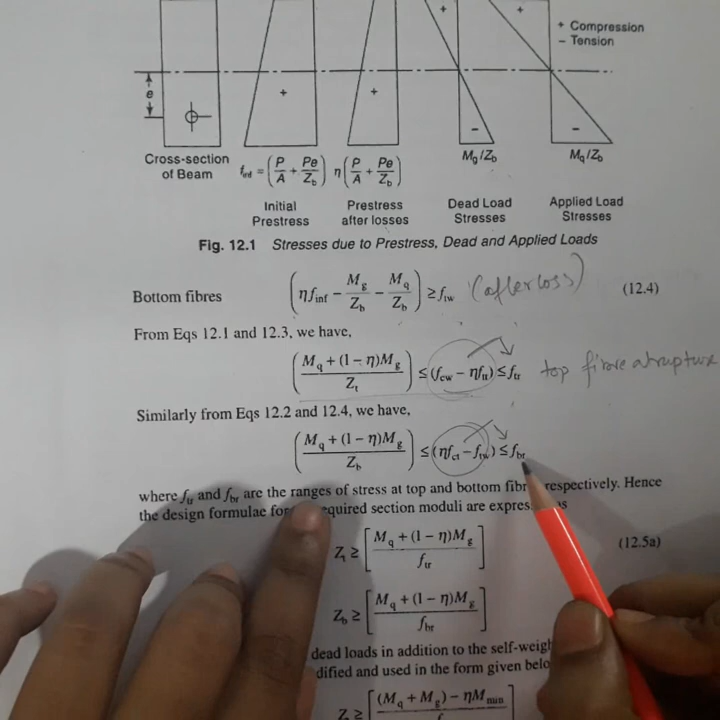 + + + Compression
− Tension
e + +
− −
Cross-section of Beam
f_inf = (P/A + Pe/Z_b) η(P/A + Pe/Z_b) M_g/Z_b M_q/Z_b
Initial Prestress
Prestress after losses
Dead Load Stresses
Applied Load Stresses
Fig. 12.1 Stresses due to Prestress, Dead and Applied Loads
Bottom fibres (ηf_inf − M_g/Z_b − M_q/Z_b) ≥ f_tw (after loss) (12.4)
From Eqs 12.1 and 12.3, we have,
((M_q + (1 − η)M_g)/Z_t) ≤ (f_cw − ηf_tt) ≤ f_tr top fibre at rupture
Similarly from Eqs 12.2 and 12.4, we have,
((M_q + (1 − η)M_g)/Z_b) ≤ (ηf_ct − f_tw) ≤ f_br
where f_tr and f_br are the ranges of stress at top and bottom fibr respectively. Hence
the design formulae for equired section moduli are expres s
Z_t ≥ [(M_q + (1 − η)M_g)/f_tr] (12.5a)
Z_b ≥ [(M_q + (1 − η)M_g)/f_br]
dead loads in addition to the self-weigh
dified and used in the form given belo
Z ≥ [(M_q + M_g) − ηM_min